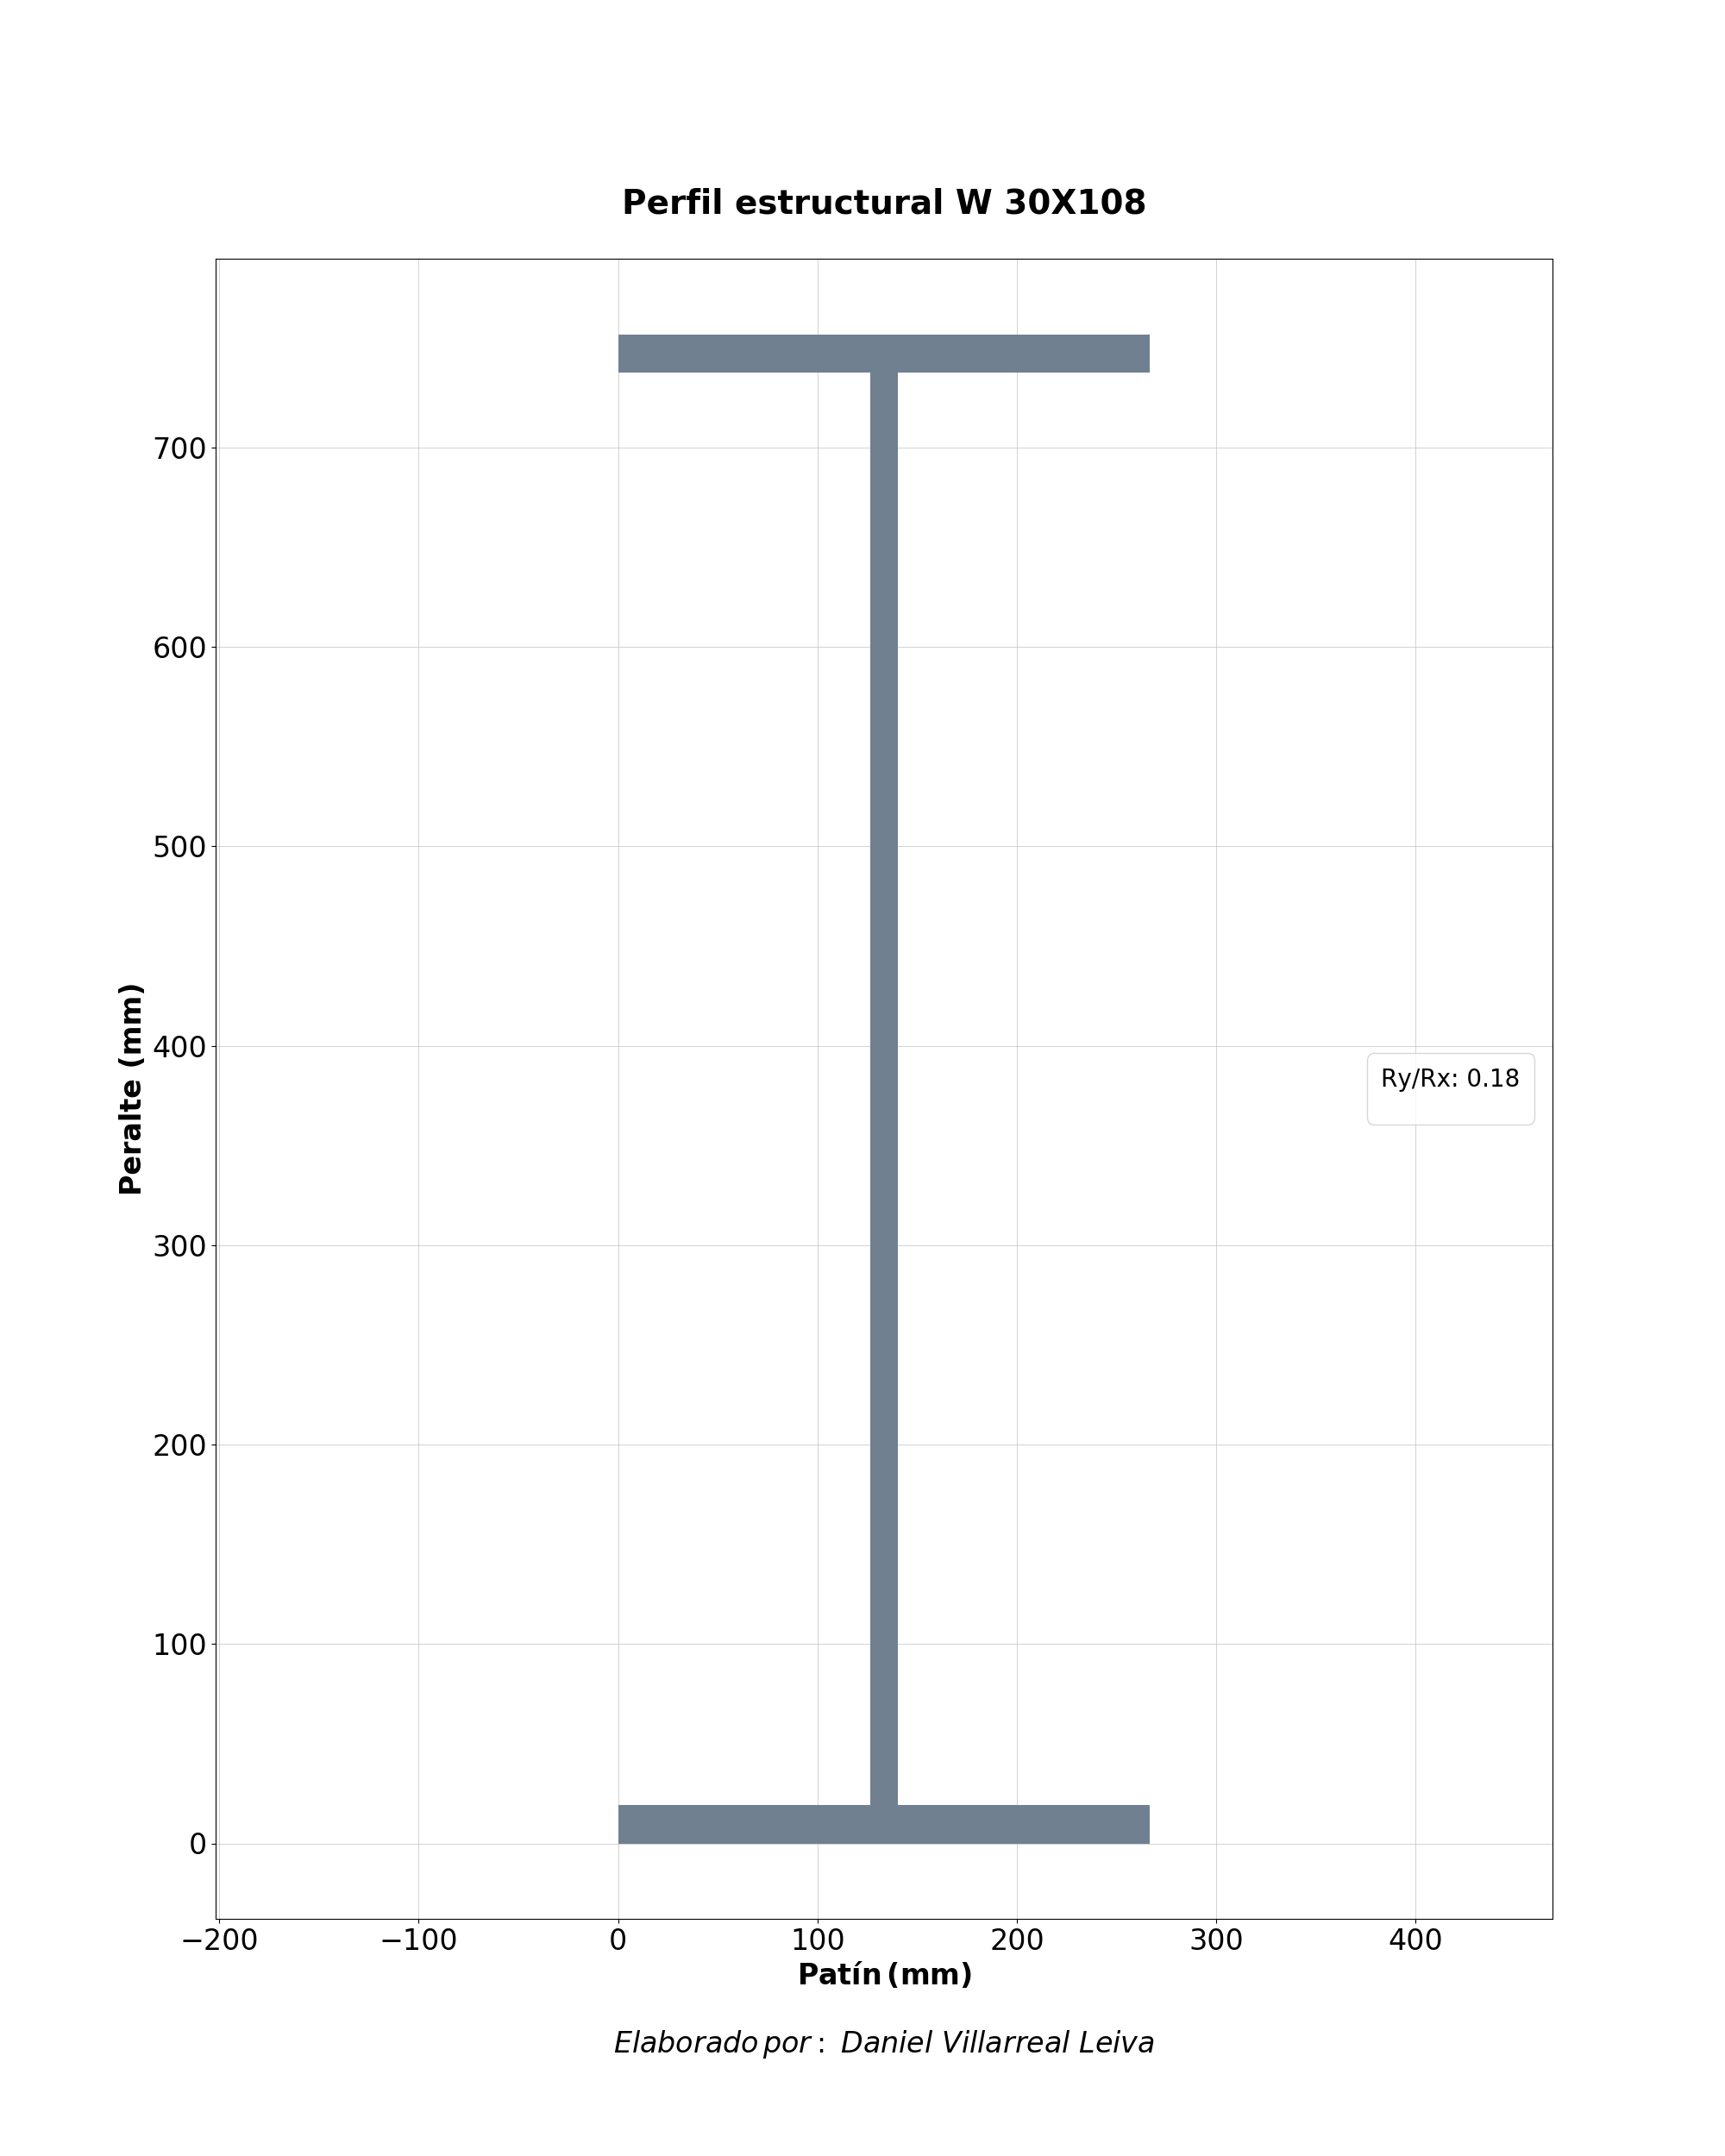 Perfil estructural W 30X108
Peralte (mm)
700
600
500
400
300
200
100
0
Ry/Rx: 0.18
−200 −100 0 100 200 300 400
Patín (mm)
Elaborado por: Daniel Villarreal Leiva